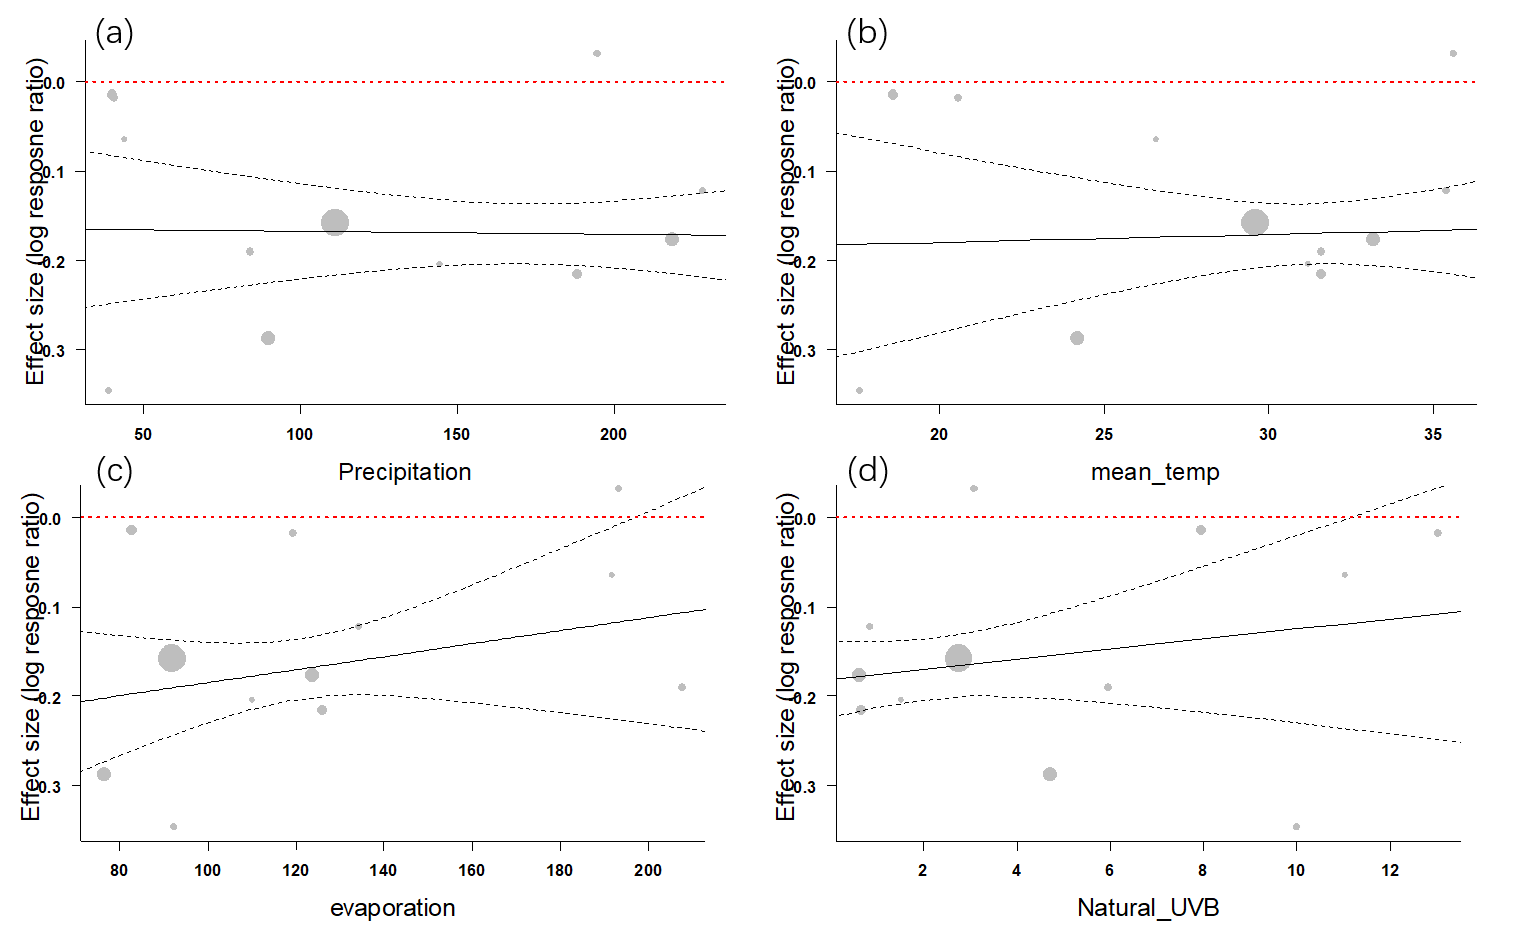 (a)
Effect size (log resposne ratio)
0.0
0.1
0.2
0.3
50 100 150 200
Precipitation
(b)
Effect size (log resposne ratio)
0.0
0.1
0.2
0.3
20 25 30 35
mean_temp
(c)
Effect size (log resposne ratio)
0.0
0.1
0.2
0.3
80 100 120 140 160 180 200
evaporation
(d)
Effect size (log resposne ratio)
0.0
0.1
0.2
0.3
2 4 6 8 10 12
Natural_UVB